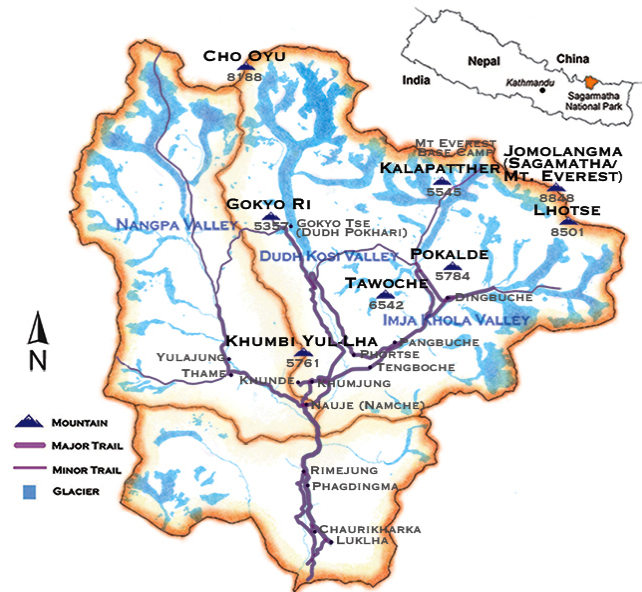 CHO OYU
8188
Nepal
China
India
Kathmandu
Sagarmatha
National Park
MT EVEREST
BASE CAMP
KALAPATTHER
5545
JOMOLANGMA
(SAGAMATHA/
MT. EVEREST)
8848
LHOTSE
8501
GOKYO RI
5357
GOKYO TSE
(DUDH POKHARI)
NANGPA VALLEY
DUDH KOSI VALLEY
POKALDE
5784
TAWOCHE
6542
DINGBUCHE
IMJA KHOLA VALLEY
KHUMBI YUL-LHA
5761
PANGBUCHE
PHORTSE
TENGBOCHE
YULAJUNG
THAME
KHUNDE
KHUMJUNG
NAUJE (NAMCHE)
N
MOUNTAIN
MAJOR TRAIL
MINOR TRAIL
GLACIER
RIMEJUNG
PHAGDINGMA
CHAURIKHARKA
LUKLHA